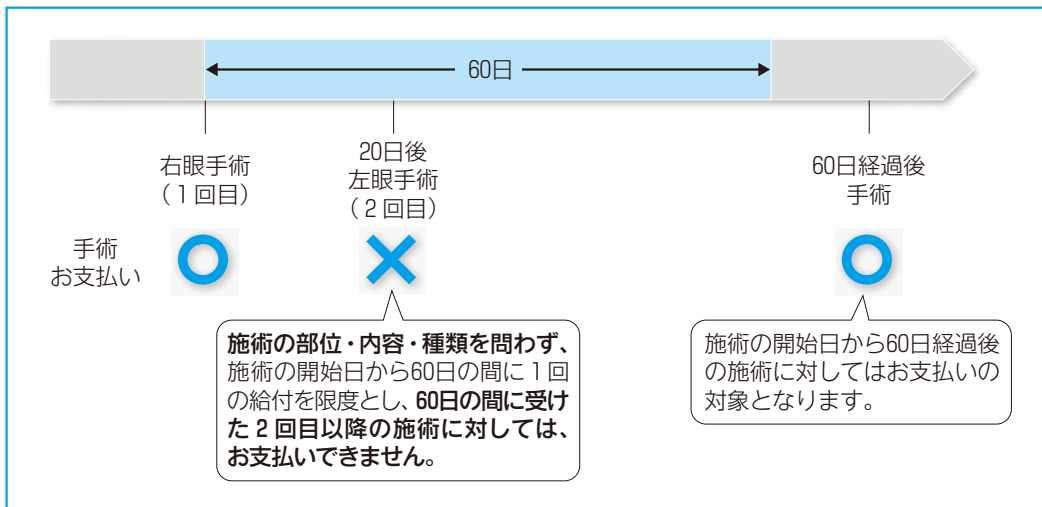 60日
右眼手術
（1回目）
20日後
左眼手術
（2回目）
60日経過後
手術
手術
お支払い
施術の部位・内容・種類を問わず、
施術の開始日から60日の間に1回
の給付を限度とし、60日の間に受け
た2回目以降の施術に対しては、
お支払いできません。
施術の開始日から60日経過後
の施術に対してはお支払いの
対象となります。